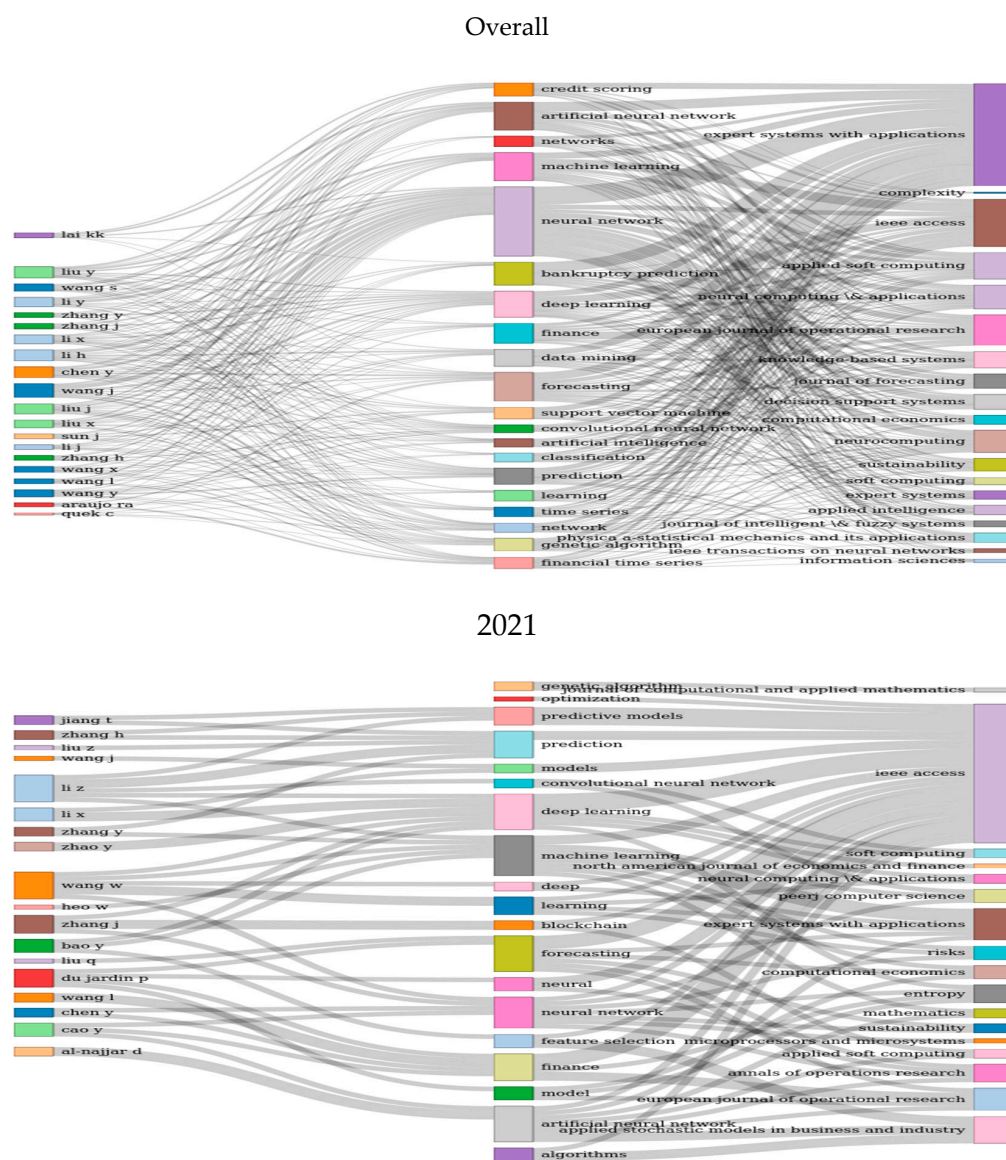 Overall
lai kk
liu y
wang s
li y
zhang y
zhang j
li x
li h
chen y
wang j
liu j
liu x
sun j
li j
zhang h
wang x
wang l
wang y
araujo ra
quek c
credit scoring
artificial neural network
networks
machine learning
neural network
bankruptcy prediction
deep learning
finance
data mining
forecasting
support vector machine
convolutional neural network
artificial intelligence
classification
prediction
learning
time series
network
genetic algorithm
financial time series
expert systems with applications
complexity
ieee access
applied soft computing
neural computing \& applications
european journal of operational research
knowledge-based systems
journal of forecasting
decision support systems
computational economics
neurocomputing
sustainability
soft computing
expert systems
applied intelligence
journal of intelligent \& fuzzy systems
physica a-statistical mechanics and its applications
ieee transactions on neural networks
information sciences
2021
jiang t
zhang h
liu z
wang j
li z
li x
zhang y
zhao y
wang w
heo w
zhang j
bao y
liu q
du jardin p
wang l
chen y
cao y
al-najjar d
genetic algorithm
optimization
predictive models
prediction
models
convolutional neural network
deep learning
machine learning
deep
learning
blockchain
forecasting
neural
neural network
feature selection
finance
model
artificial neural network
algorithms
journal of computational and applied mathematics
ieee access
soft computing
north american journal of economics and finance
neural computing \& applications
peerj computer science
expert systems with applications
risks
computational economics
entropy
mathematics
sustainability
microprocessors and microsystems
applied soft computing
annals of operations research
european journal of operational research
applied stochastic models in business and industry